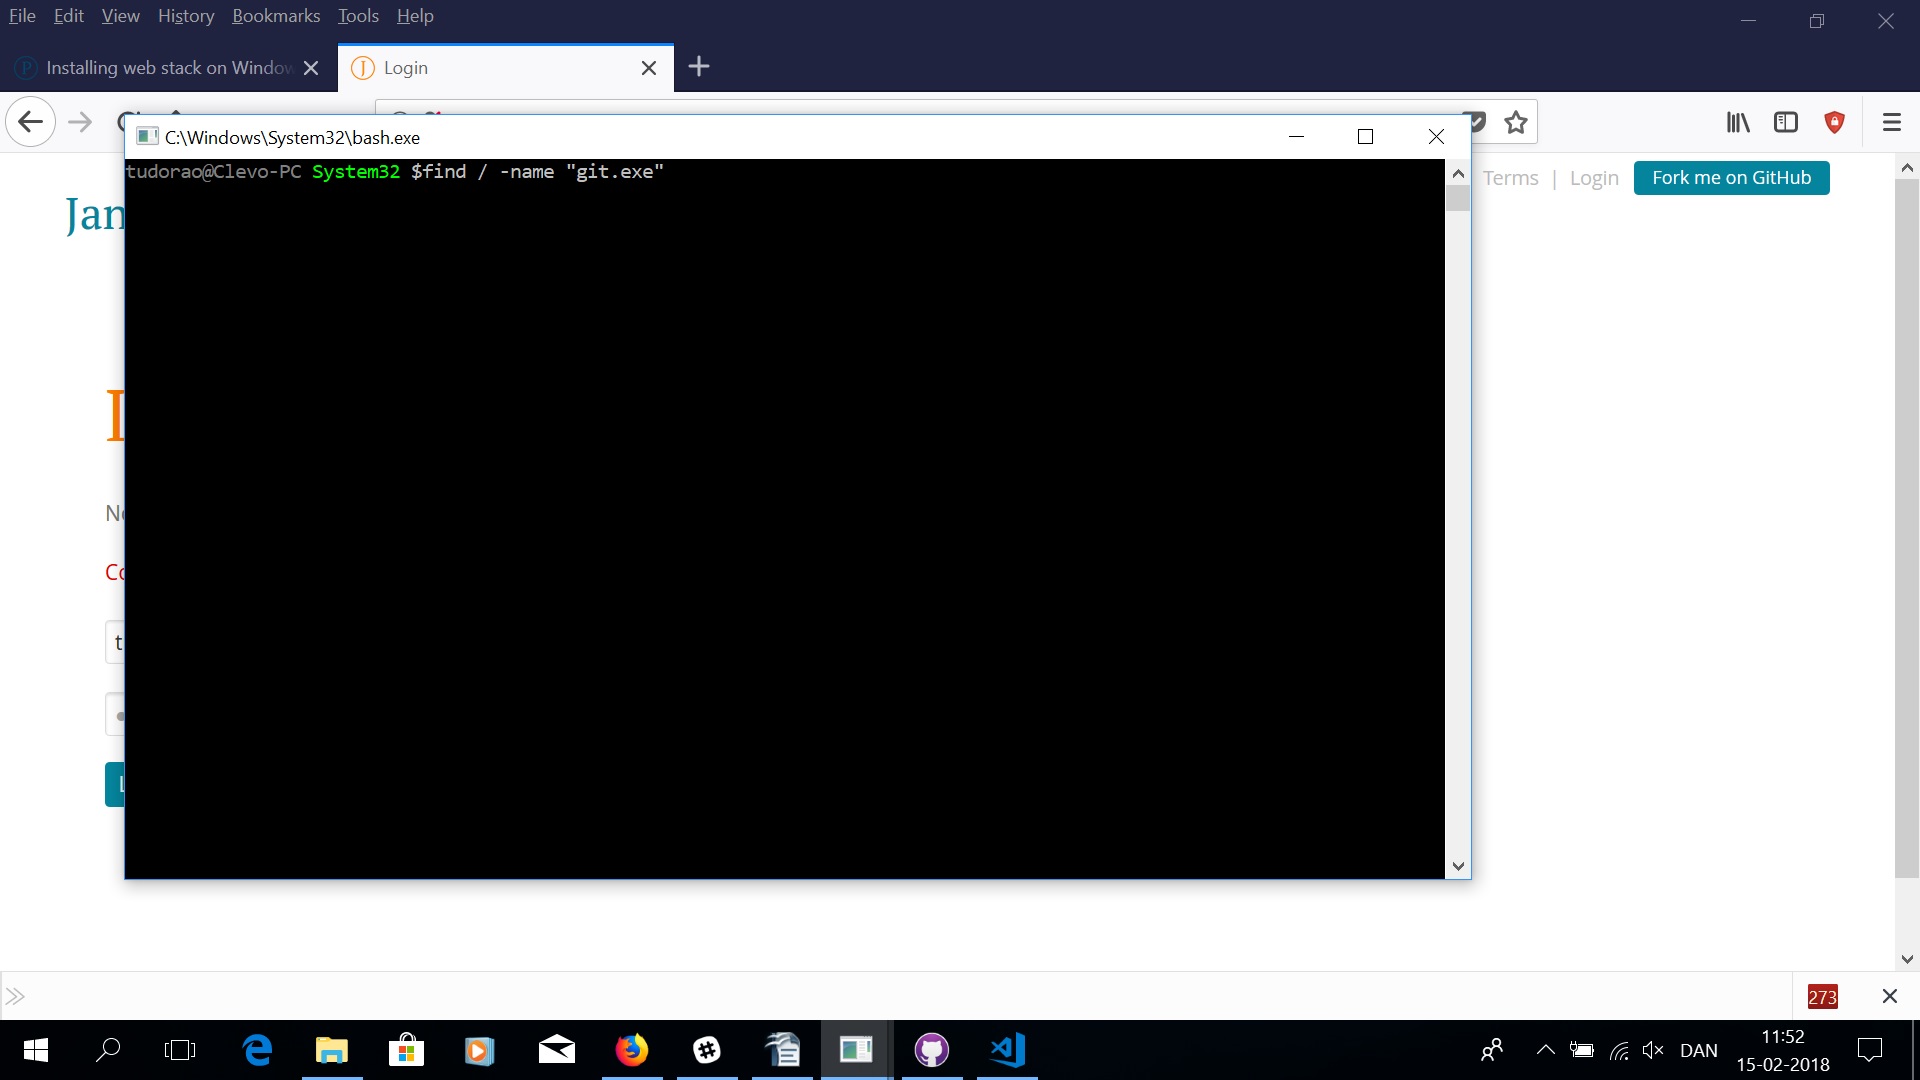 File Edit View History Bookmarks Tools Help
Installing web stack on Window
Login
C:\Windows\System32\bash.exe
tudorao@Clevo-PC System32 $find / -name "git.exe"
Terms | Login Fork me on GitHub
Jan
273
11:52
DAN
15-02-2018